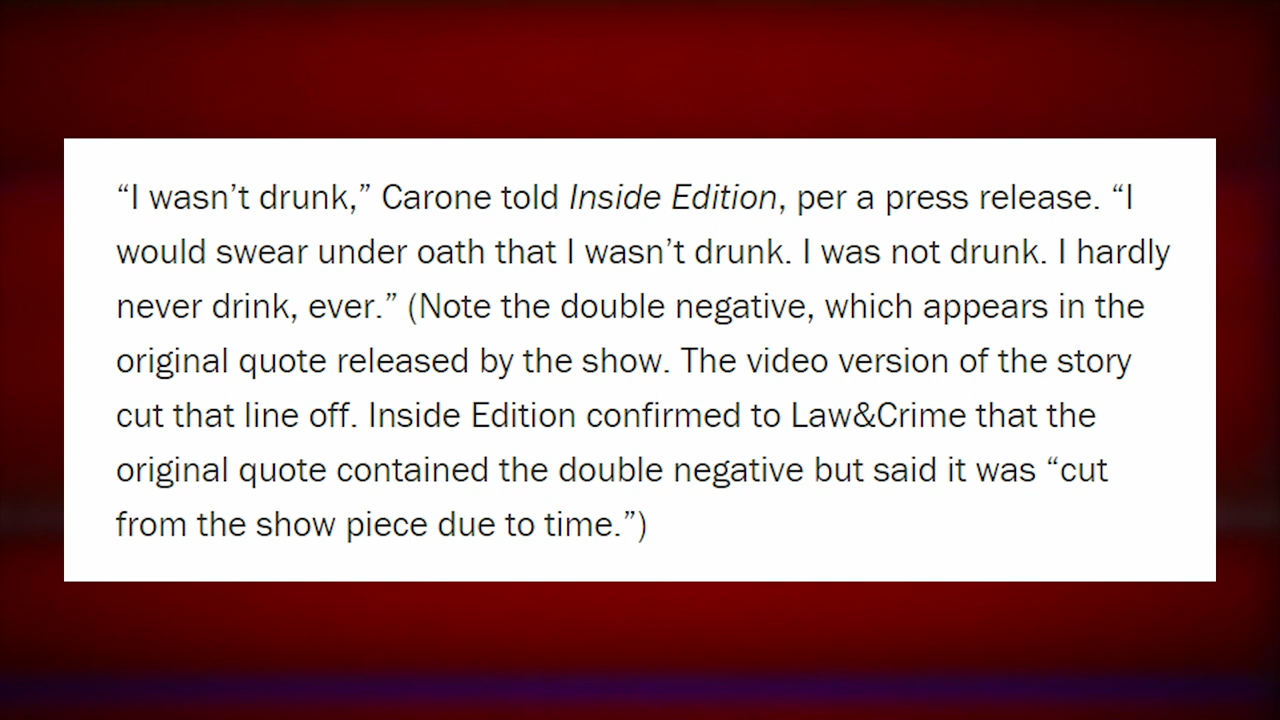 “I wasn’t drunk,” Carone told Inside Edition, per a press release. “I
would swear under oath that I wasn’t drunk. I was not drunk. I hardly
never drink, ever.” (Note the double negative, which appears in the
original quote released by the show. The video version of the story
cut that line off. Inside Edition confirmed to Law&Crime that the
original quote contained the double negative but said it was “cut
from the show piece due to time.”)